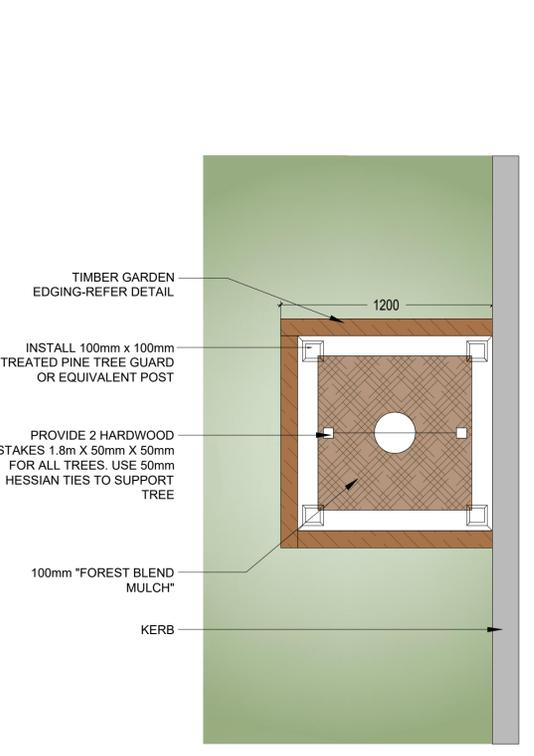 TIMBER GARDEN
EDGING-REFER DETAIL
1200
INSTALL 100mm x 100mm
TREATED PINE TREE GUARD
OR EQUIVALENT POST
PROVIDE 2 HARDWOOD
STAKES 1.8m X 50mm X 50mm
FOR ALL TREES. USE 50mm
HESSIAN TIES TO SUPPORT
TREE
100mm "FOREST BLEND
MULCH"
KERB